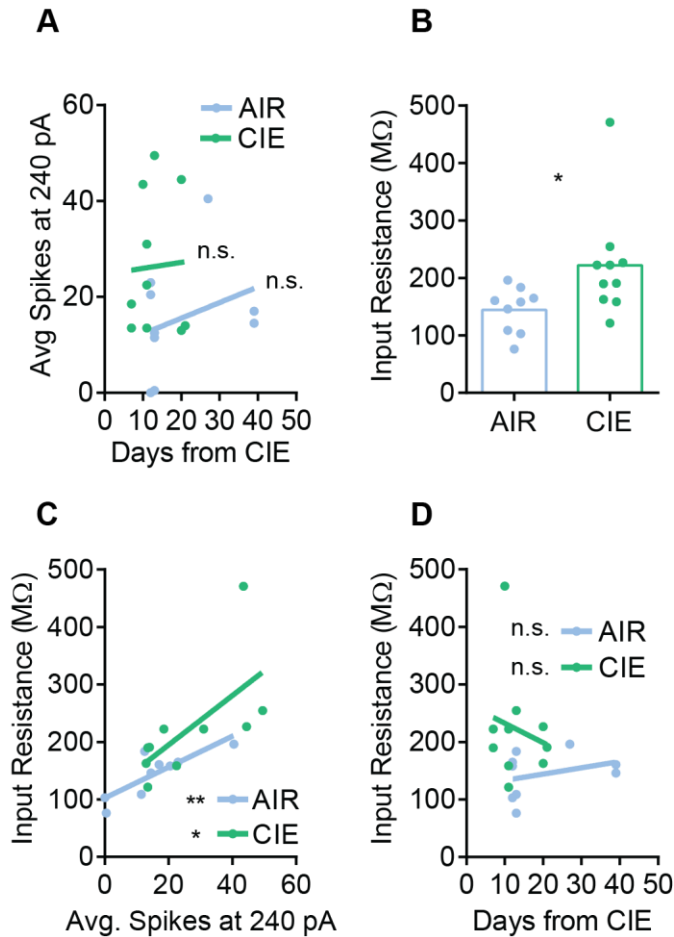 A
Avg Spikes at 240 pA
60
40
20
0
AIR
CIE
n.s.
n.s.
0 10 20 30 40 50
Days from CIE
B
Input Resistance (MΩ)
500
400
300
200
100
0
*
AIR CIE
C
Input Resistance (MΩ)
500
400
300
200
100
0
** AIR
* CIE
0 20 40 60
Avg. Spikes at 240 pA
D
Input Resistance (MΩ)
500
400
300
200
100
0
n.s. AIR
n.s. CIE
0 10 20 30 40 50
Days from CIE